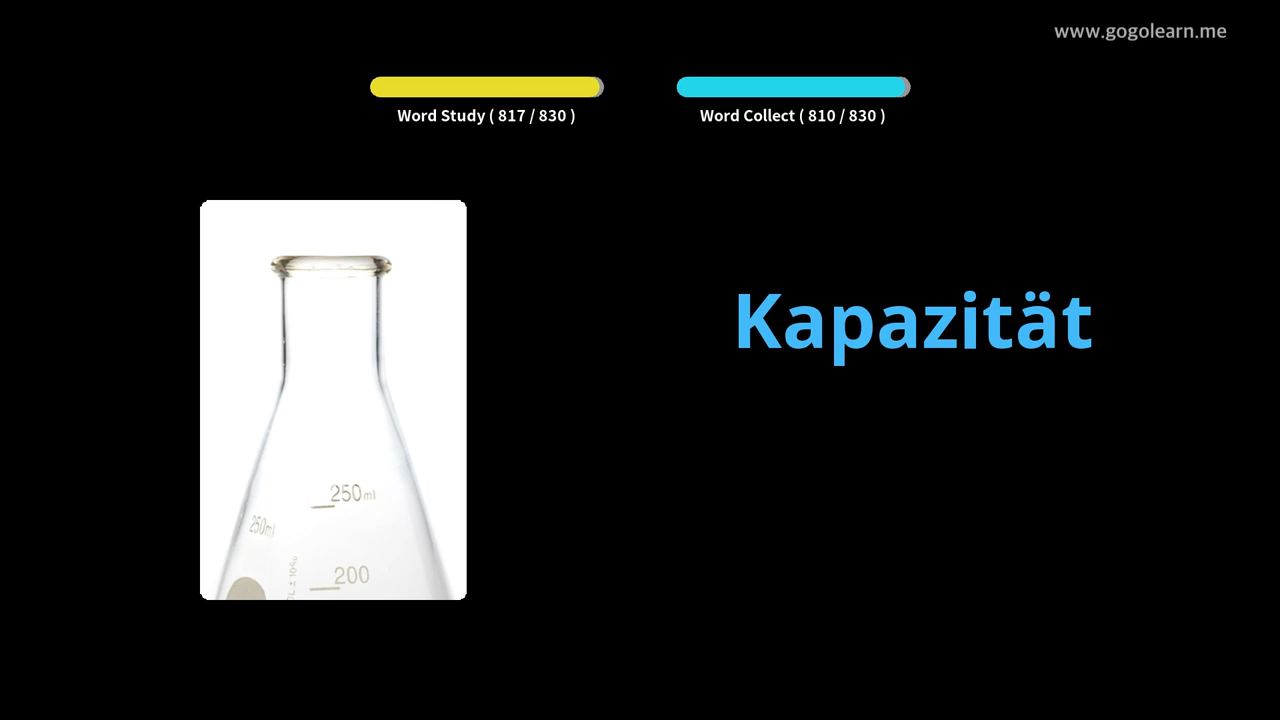 www.gogolearn.me
Word Study ( 817 / 830 )
Word Collect ( 810 / 830 )
Kapazität
250ml
250ml
200